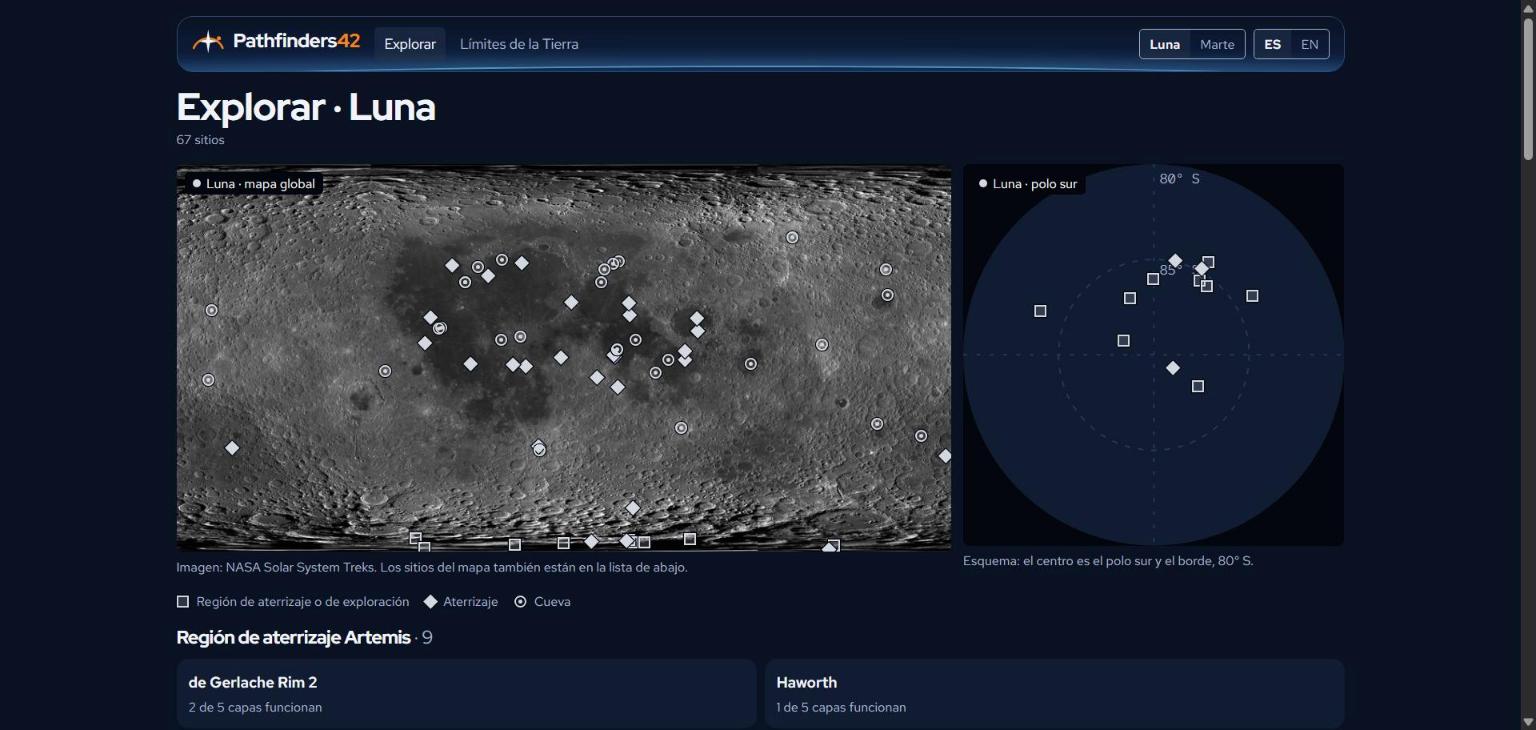 Pathfinders42
Explorar
Límites de la Tierra
Luna
Marte
ES
EN
Explorar · Luna
67 sitios
Luna · mapa global
Luna · polo sur
80° S
85° S
Imagen: NASA Solar System Treks. Los sitios del mapa también están en la lista de abajo.
Esquema: el centro es el polo sur y el borde, 80° S.
Región de aterrizaje o de exploración
Aterrizaje
Cueva
Región de aterrizaje Artemis · 9
de Gerlache Rim 2
2 de 5 capas funcionan
Haworth
1 de 5 capas funcionan